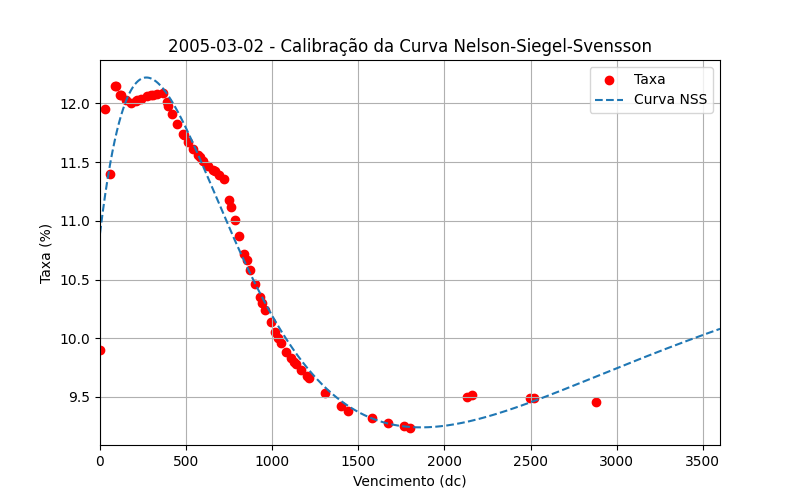 2005-03-02 - Calibração da Curva Nelson-Siegel-Svensson
Taxa
Curva NSS
Taxa (%)
12.0
11.5
11.0
10.5
10.0
9.5
0 500 1000 1500 2000 2500 3000 3500
Vencimento (dc)